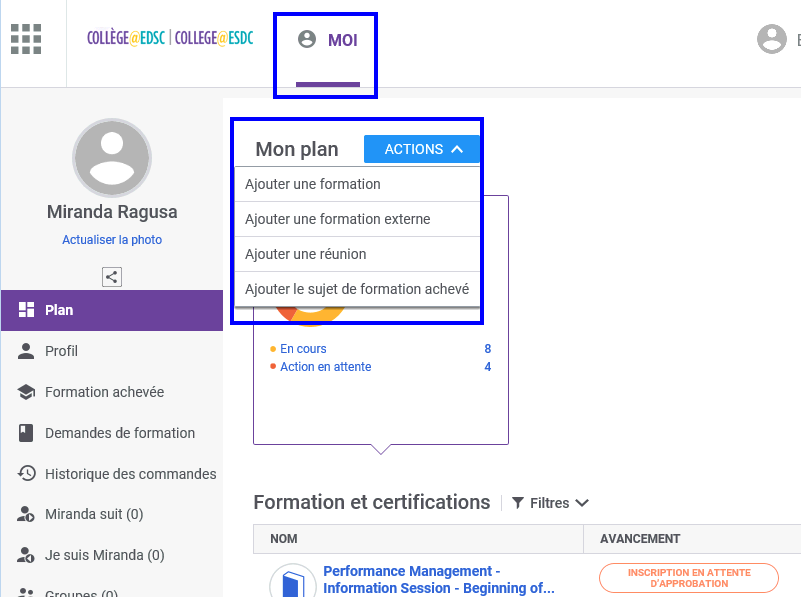 COLLÈGE@EDSC | COLLEGE@ESDC
MOI
E
Miranda Ragusa
Actualiser la photo
Plan
Profil
Formation achevée
Demandes de formation
Historique des commandes
Miranda suit (0)
Je suis Miranda (0)
Groupes (0)
Mon plan
ACTIONS
Ajouter une formation
Ajouter une formation externe
Ajouter une réunion
Ajouter le sujet de formation achevé
En cours 8
Action en attente 4
Formation et certifications
Filtres
NOM AVANCEMENT
Performance Management -
Information Session - Beginning of...
INSCRIPTION EN ATTENTE
D'APPROBATION